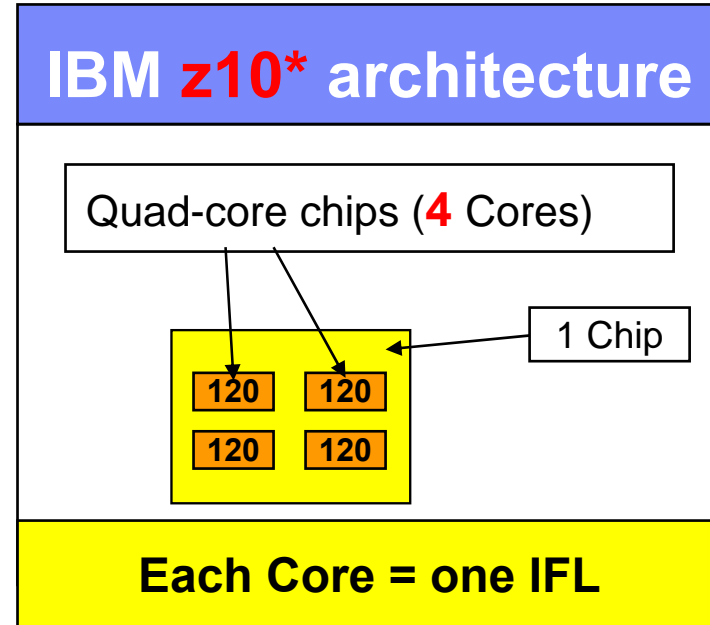 IBM z10* architecture
Quad-core chips (4 Cores)
1 Chip
120 120
120 120
Each Core = one IFL